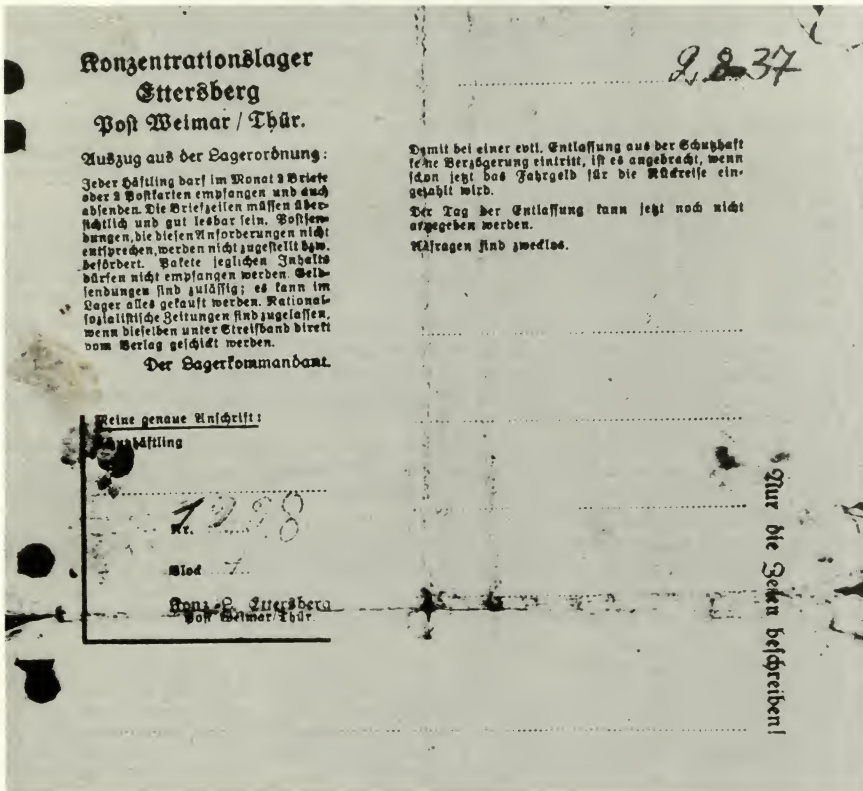 Konzentrationslager
Ettersberg
Post Weimar / Thür.
Auszug aus der Lagerordnung:
Jeder Häftling darf im Monat 2 Briefe
oder 2 Postkarten empfangen und auch
absenden. Die Briefzeilen müssen über-
sichtlich und gut lesbar sein. Postsen-
dungen, die diesen Anforderungen nicht
entsprechen, werden nicht zugestellt bzw.
befördert. Pakete jeglichen Inhalts
dürfen nicht empfangen werden. Geld-
sendungen sind zulässig; es kann im
Lager alles gekauft werden. National-
sozialistische Zeitungen sind zugelassen,
wenn dieselben unter Streifband direkt
vom Verlag geschickt werden.
Der Lagerkommandant.
Meine genaue Anschrift:
Schutzhäftling
Nr. 1298
Block 7
Konz. L. Ettersberg
Post Weimar/Thür.
2. 8. 37
Damit bei einer evtl. Entlassung aus der Schutzhaft
keine Verzögerung eintritt, ist es angebracht, wenn
schon jetzt das Fahrgeld für die Rückreise ein-
gezahlt wird.
Der Tag der Entlassung kann jetzt noch nicht
angegeben werden.
Anfragen sind zwecklos.
Nur die Zeilen beschreiben!